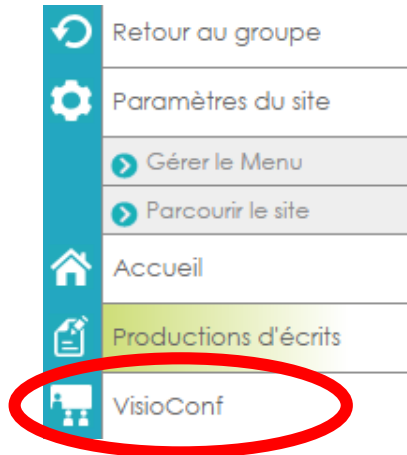 Retour au groupe
Paramètres du site
Gérer le Menu
Parcourir le site
Accueil
Productions d'écrits
VisioConf